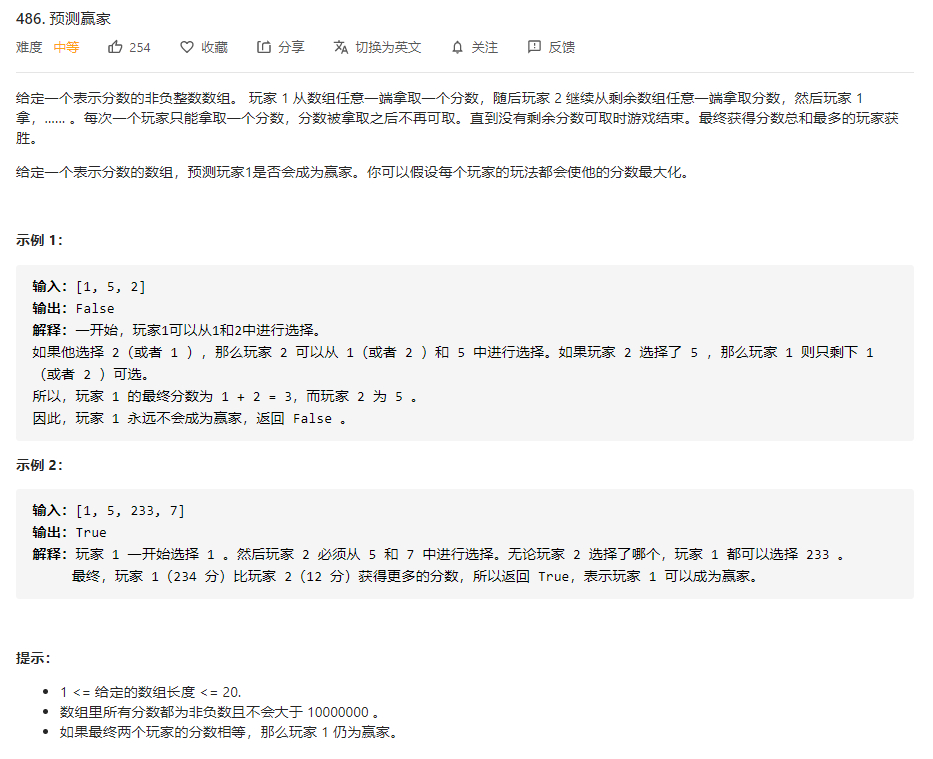 486. 预测赢家
难度 中等 254 收藏 分享 切换为英文 关注 反馈
给定一个表示分数的非负整数数组。 玩家 1 从数组任意一端拿取一个分数，随后玩家 2 继续从剩余数组任意一端拿取分数，然后玩家 1
拿，…… 。每次一个玩家只能拿取一个分数，分数被拿取之后不再可取。直到没有剩余分数可取时游戏结束。最终获得分数总和最多的玩家获
胜。
给定一个表示分数的数组，预测玩家1是否会成为赢家。你可以假设每个玩家的玩法都会使他的分数最大化。
示例 1：
输入：[1, 5, 2]
输出：False
解释：一开始，玩家1可以从1和2中进行选择。
如果他选择 2（或者 1 ），那么玩家 2 可以从 1（或者 2 ）和 5 中进行选择。如果玩家 2 选择了 5 ，那么玩家 1 则只剩下 1
（或者 2 ）可选。
所以，玩家 1 的最终分数为 1 + 2 = 3，而玩家 2 为 5 。
因此，玩家 1 永远不会成为赢家，返回 False 。
示例 2：
输入：[1, 5, 233, 7]
输出：True
解释：玩家 1 一开始选择 1 。然后玩家 2 必须从 5 和 7 中进行选择。无论玩家 2 选择了哪个，玩家 1 都可以选择 233 。
最终，玩家 1（234 分）比玩家 2（12 分）获得更多的分数，所以返回 True，表示玩家 1 可以成为赢家。
提示：
• 1 <= 给定的数组长度 <= 20.
• 数组里所有分数都为非负数且不会大于 10000000 。
• 如果最终两个玩家的分数相等，那么玩家 1 仍为赢家。